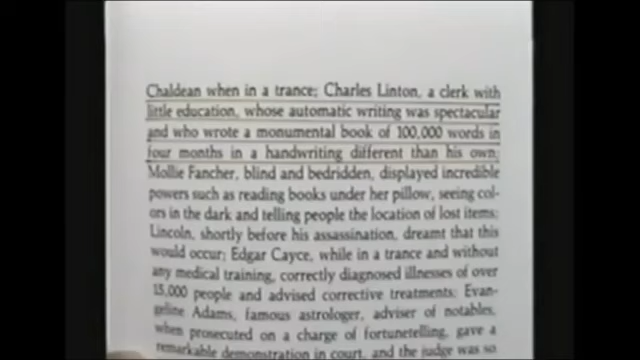 Chaldean when in a trance; Charles Linton, a clerk with
little education, whose automatic writing was spectacular
and who wrote a monumental book of 100,000 words in
four months in a handwriting different than his own;
Mollie Fancher, blind and bedridden, displayed incredible
powers such as reading books under her pillow, seeing col-
ors in the dark and telling people the location of lost items;
Lincoln, shortly before his assassination, dreamt that this
would occur; Edgar Cayce, while in a trance and without
any medical training, correctly diagnosed illnesses of over
15,000 people and advised corrective treatments; Evan-
geline Adams, famous astrologer, adviser of notables,
when prosecuted on a charge of fortunetelling, gave a
remarkable demonstration in court, and the judge was so